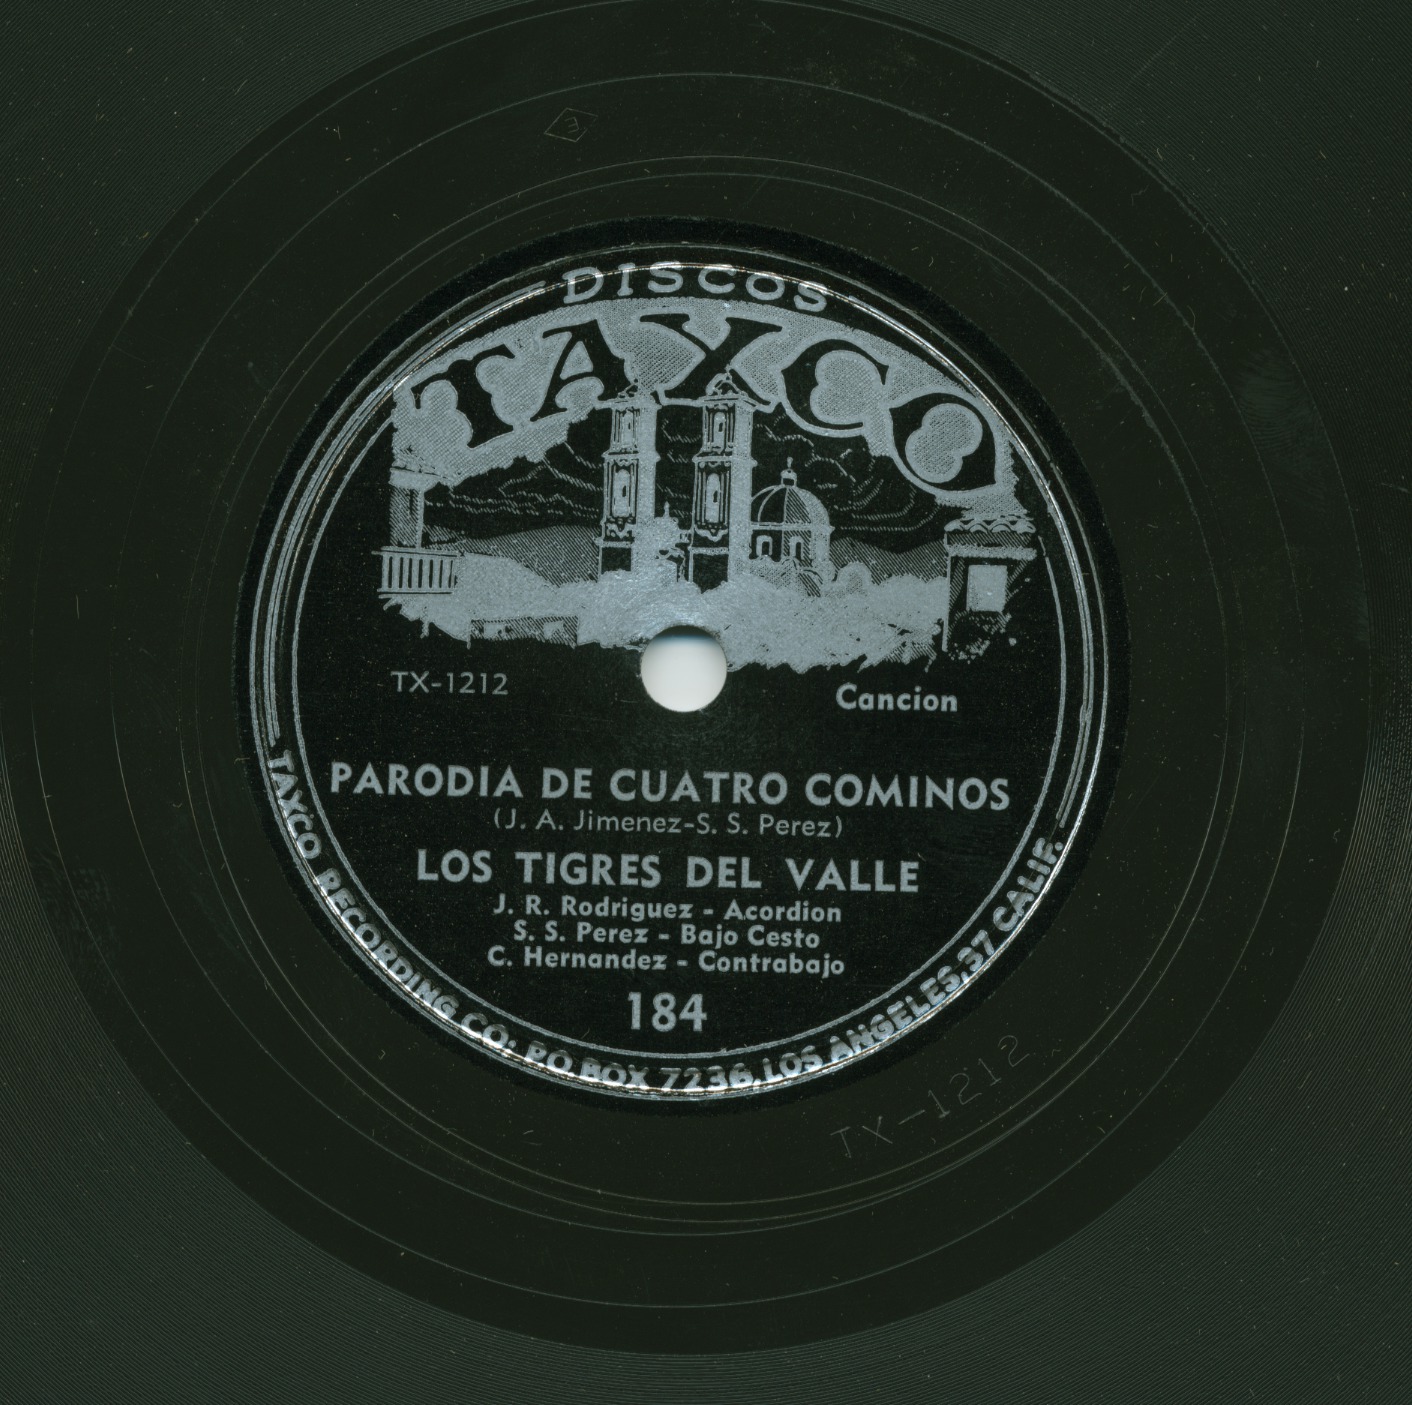 DISCOS
TAXCO
TX-1212
Cancion
PARODIA DE CUATRO COMINOS
(J. A. Jimenez-S. S. Perez)
LOS TIGRES DEL VALLE
J. R. Rodriguez - Acordion
S. S. Perez - Bajo Cesto
C. Hernandez - Contrabajo
184
TAXCO RECORDING CO: P.O. BOX 7236, LOS ANGELES, 37 CALIF.
TX-1212
3